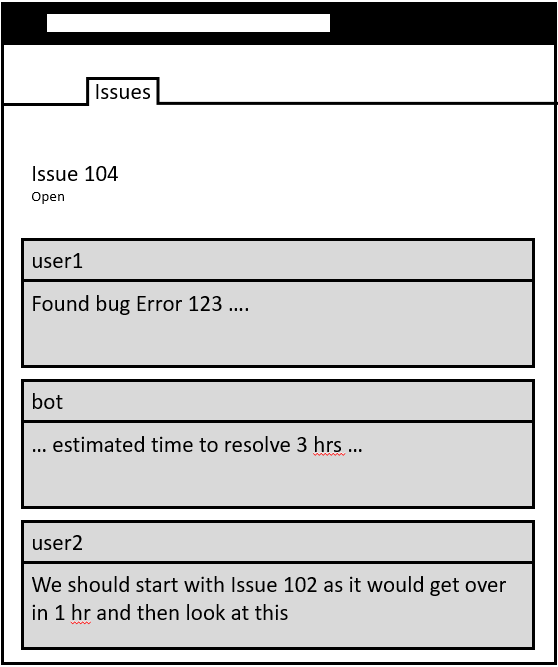 Issues
Issue 104
Open
user1
Found bug Error 123 ....
bot
... estimated time to resolve 3 hrs ...
user2
We should start with Issue 102 as it would get over
in 1 hr and then look at this